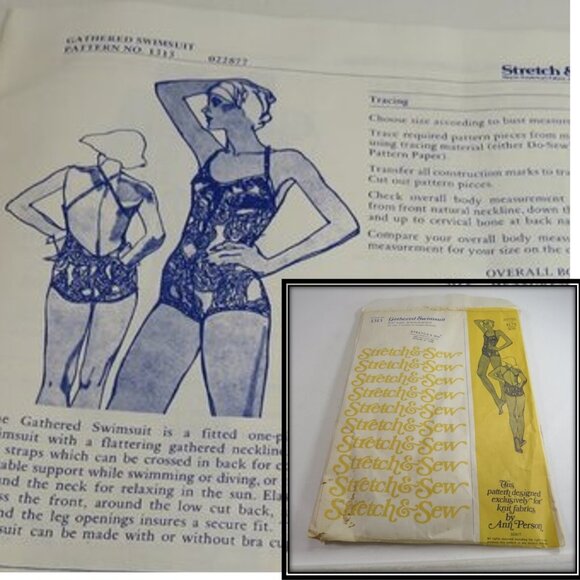 GATHERED SWIMSUIT
PATTERN NO. 1315 022877
Stretch &
Tracing
Choose size according to bust measure
Trace required pattern pieces from m
using tracing material (either Do-Sew
Pattern Paper)
Transfer all construction marks to tra
Cut out pattern pieces.
Check overall body measurement
from front natural neckline, down th
and up to cervical bone at back na
Compare your overall body meas
measurement for your size on the
OVERALL BO
e Gathered Swimsuit is a fitted one-p
imsuit with a flattering gathered necklin
straps which can be crossed in back for c
table support while swimming or diving, or
und the neck for relaxing in the sun. Ela
ss the front, around the low cut back,
nd the leg openings insures a secure fit.
suit can be made with or without bra cu
1315 Gathered Swimsuit
Stretch & Sew
Stretch & Sew
Stretch & Sew
Stretch & Sew
Stretch & Sew
Stretch & Sew
Stretch & Sew
Stretch & Sew
Stretch & Sew
This
pattern designed
exclusively for
knit fabrics
by
Ann Person